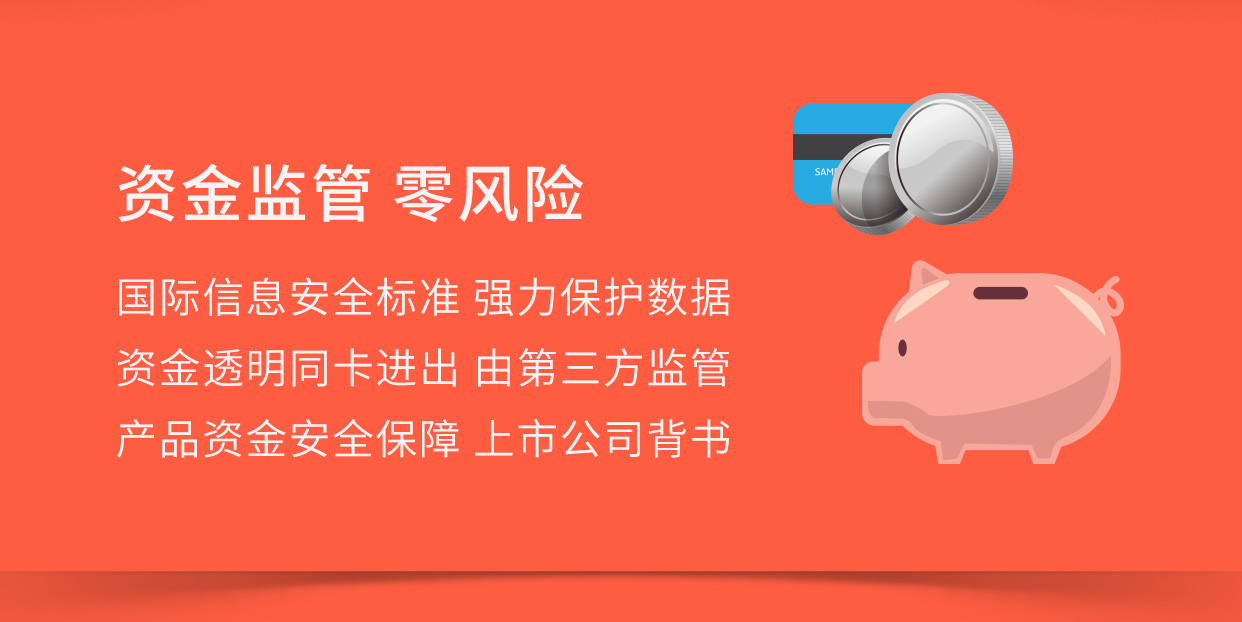 资金监管 零风险
国际信息安全标准 强力保护数据
资金透明同卡进出 由第三方监管
产品资金安全保障 上市公司背书